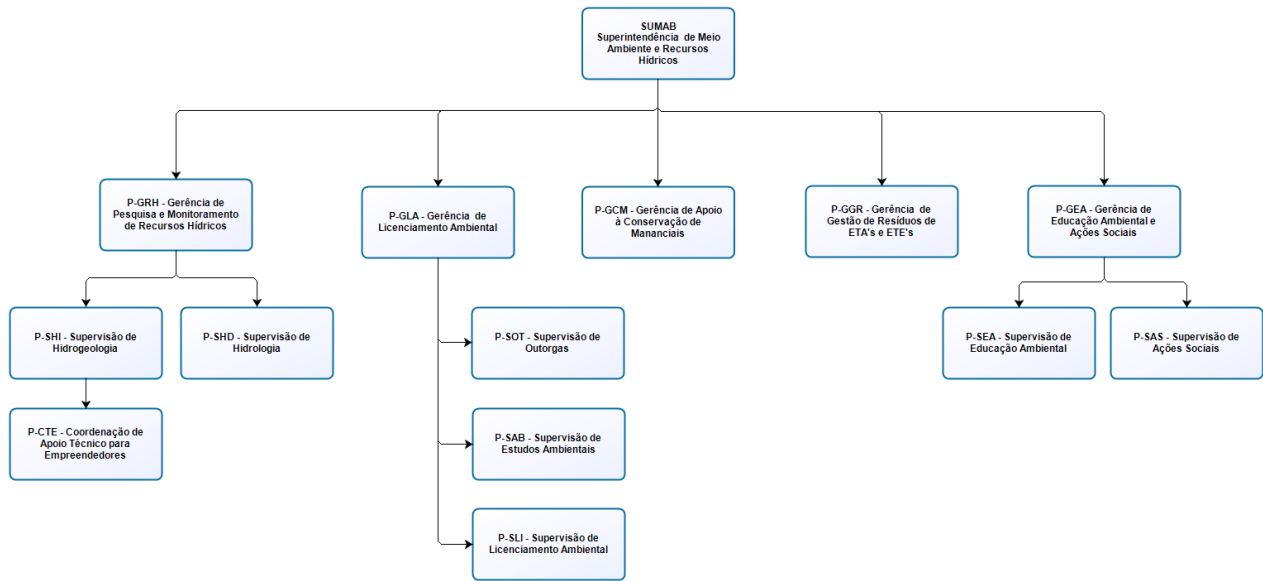 SUMAB
Superintendência de Meio
Ambiente e Recursos
Hídricos
P-GRH - Gerência de
Pesquisa e Monitoramento
de Recursos Hídricos
P-GLA - Gerência de
Licenciamento Ambiental
P-GCM - Gerência de Apoio
à Conservação de
Mananciais
P-GGR - Gerência de
Gestão de Resíduos de
ETA's e ETE's
P-GEA - Gerência de
Educação Ambiental e
Ações Sociais
P-SHI - Supervisão de
Hidrogeologia
P-SHD - Supervisão de
Hidrologia
P-SOT - Supervisão de
Outorgas
P-SEA - Supervisão de
Educação Ambiental
P-SAS - Supervisão de
Ações Sociais
P-CTE - Coordenação de
Apoio Técnico para
Empreendedores
P-SAB - Supervisão de
Estudos Ambientais
P-SLI - Supervisão de
Licenciamento Ambiental